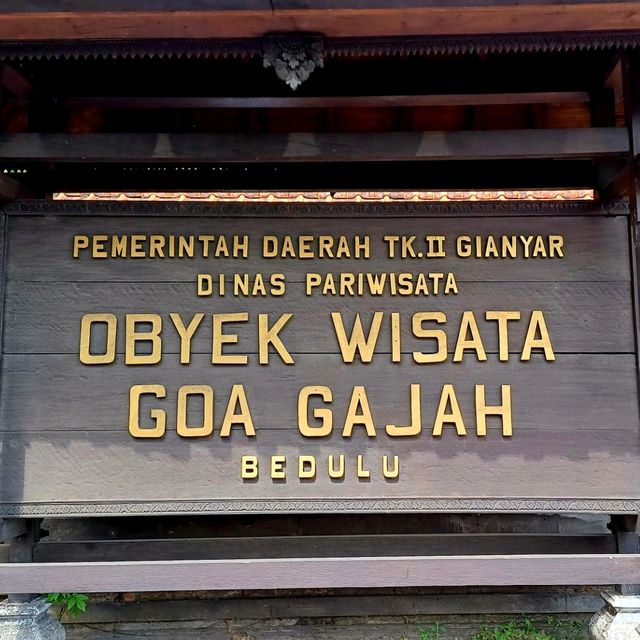 PEMERINTAH DAERAH TK.II GIANYAR
DINAS PARIWISATA
OBYEK WISATA
GOA GAJAH
BEDULU